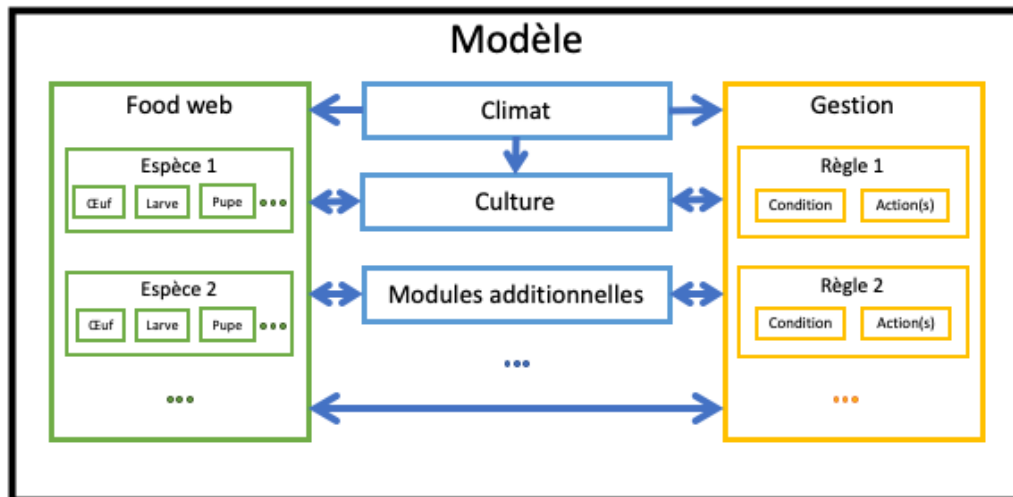 Modèle
Food web
Espèce 1
Œuf
Larve
Pupe
Espèce 2
Œuf
Larve
Pupe
Climat
Culture
Modules additionnelles
Gestion
Règle 1
Condition
Action(s)
Règle 2
Condition
Action(s)